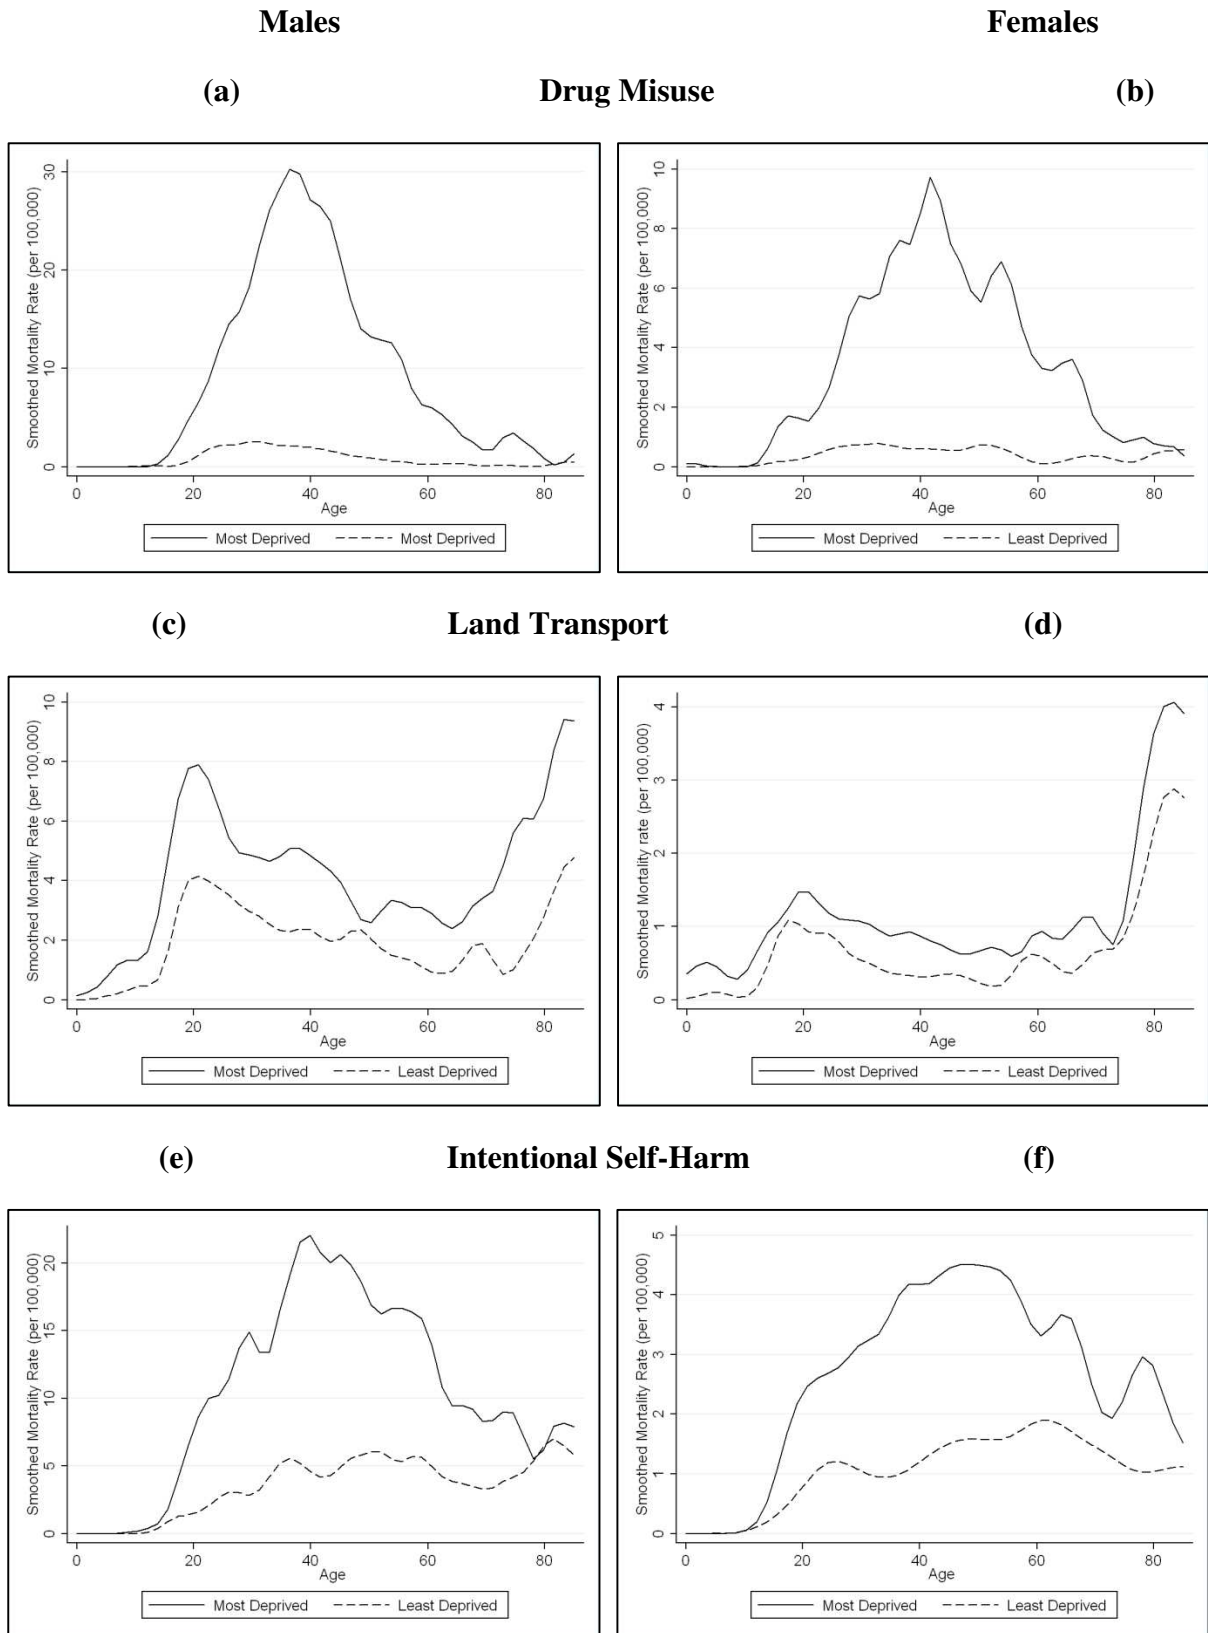 Males Females
(a) Drug Misuse (b)
Smoothed Mortality Rate (per 100,000)
30
20
10
0
0 20 40 60 80
Age
Most Deprived Most Deprived
Smoothed Mortality Rate (per 100,000)
10
8
6
4
2
0
0 20 40 60 80
Age
Most Deprived Least Deprived
(c) Land Transport (d)
Smoothed Mortality Rate (per 100,000)
10
8
6
4
2
0
0 20 40 60 80
Age
Most Deprived Least Deprived
Smoothed Mortality rate (per 100,000)
4
3
2
1
0
0 20 40 60 80
Age
Most Deprived Least Deprived
(e) Intentional Self-Harm (f)
Smoothed Mortality Rate (per 100,000)
20
15
10
5
0
0 20 40 60 80
Age
Most Deprived Least Deprived
Smoothed Mortality Rate (per 100,000)
5
4
3
2
1
0
0 20 40 60 80
Age
Most Deprived Least Deprived